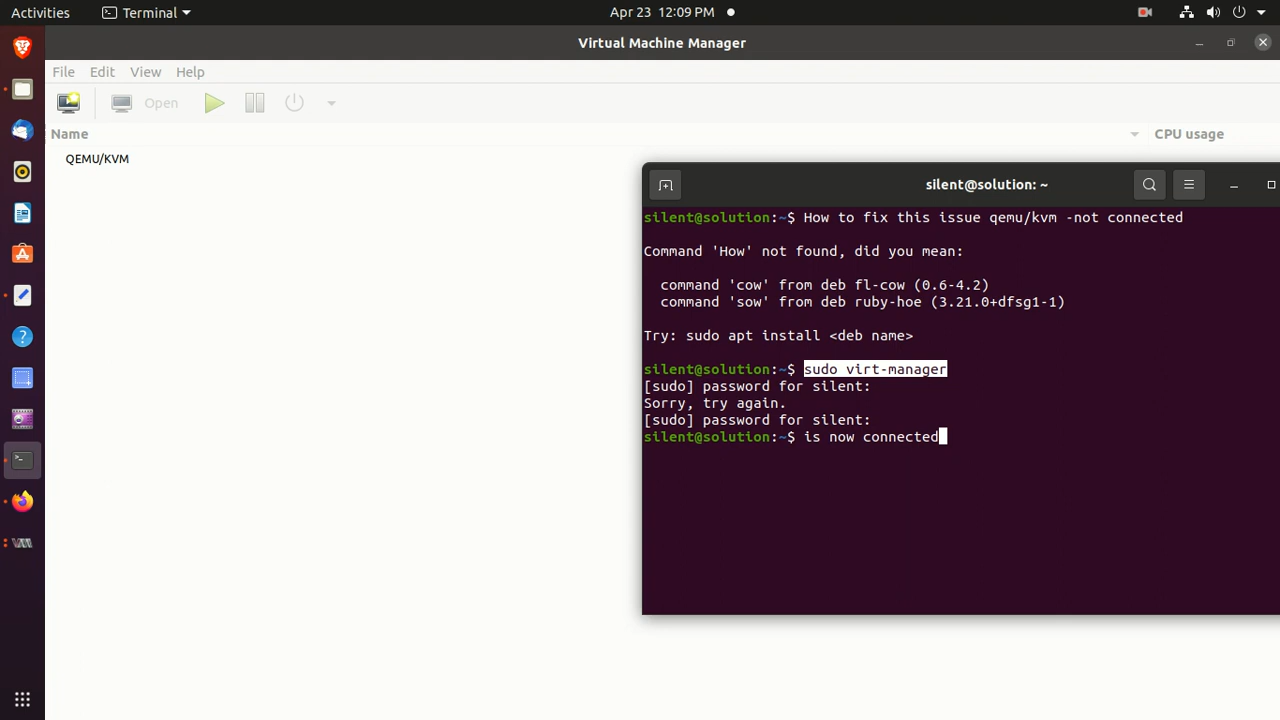 Activities Terminal Apr 23 12:09 PM
Virtual Machine Manager
File Edit View Help
Open
Name CPU usage
QEMU/KVM
silent@solution: ~
silent@solution:~$ How to fix this issue qemu/kvm -not connected
Command 'How' not found, did you mean:
command 'cow' from deb fl-cow (0.6-4.2)
command 'sow' from deb ruby-hoe (3.21.0+dfsg1-1)
Try: sudo apt install <deb name>
silent@solution:~$ sudo virt-manager
[sudo] password for silent:
Sorry, try again.
[sudo] password for silent:
silent@solution:~$ is now connected